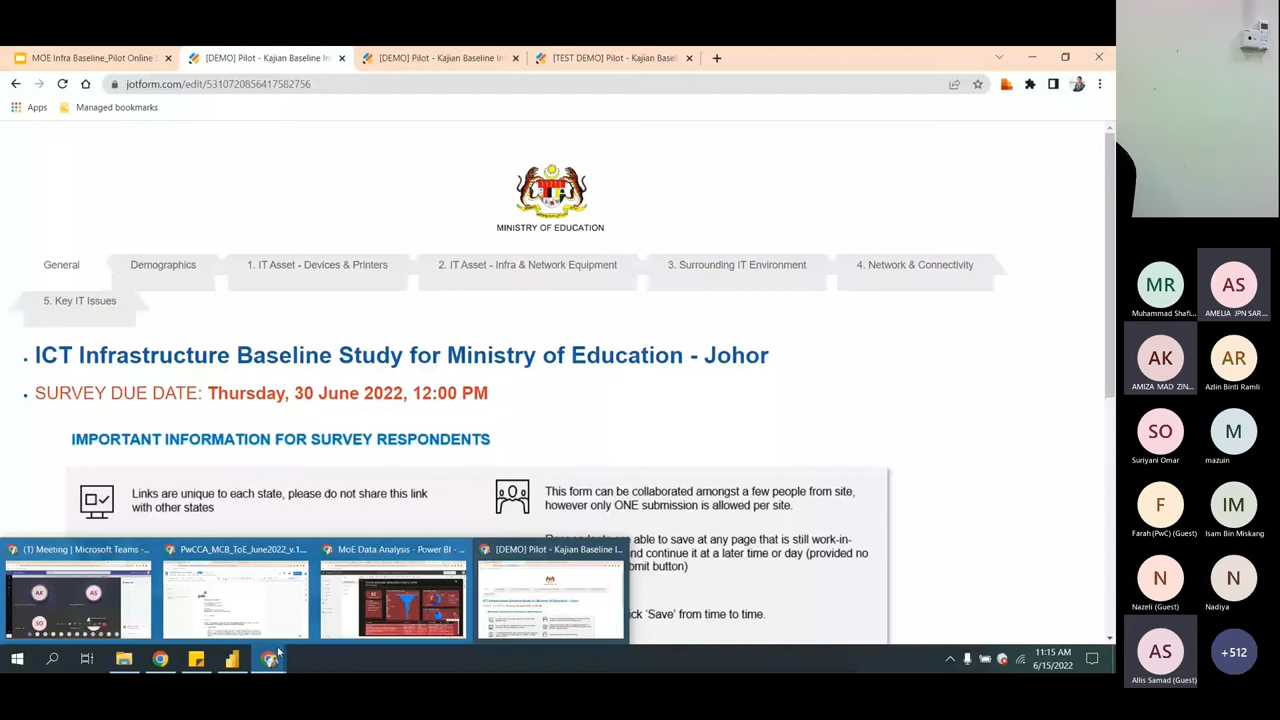 MOE Infra Baseline_Pilot Online
[DEMO] Pilot - Kajian Baseline In
[DEMO] Pilot - Kajian Baseline In
[TEST DEMO] Pilot - Kajian Basel
jotform.com/edit/5310720856417582756
Apps
Managed bookmarks
MINISTRY OF EDUCATION
General
Demographics
1. IT Asset - Devices & Printers
2. IT Asset - Infra & Network Equipment
3. Surrounding IT Environment
4. Network & Connectivity
5. Key IT Issues
ICT Infrastructure Baseline Study for Ministry of Education - Johor
SURVEY DUE DATE: Thursday, 30 June 2022, 12:00 PM
IMPORTANT INFORMATION FOR SURVEY RESPONDENTS
Links are unique to each state, please do not share this link
with other states
This form can be collaborated amongst a few people from site,
however only ONE submission is allowed per site.
Respondents are able to save at any page that is still work-in-
and continue it at a later time or day (provided no
bmit button)
ck 'Save' from time to time.
(1) Meeting | Microsoft Teams -...
PwCCA_MCB_ToE_June2022_v.1...
MoE Data Analysis - Power BI -...
[DEMO] Pilot - Kajian Baseline I...
AK
AS
SO
11:15 AM
6/15/2022
MR
Muhammad Shafi...
AS
AMELIA JPN SAR...
AK
AMIZA MAD ZIN...
AR
Azlin Binti Ramli
SO
Suriyani Omar
M
mazuin
F
Farah (PwC) (Guest)
IM
Isam Bin Miskang
N
Nazeli (Guest)
N
Nadiya
AS
Allis Samad (Guest)
+512